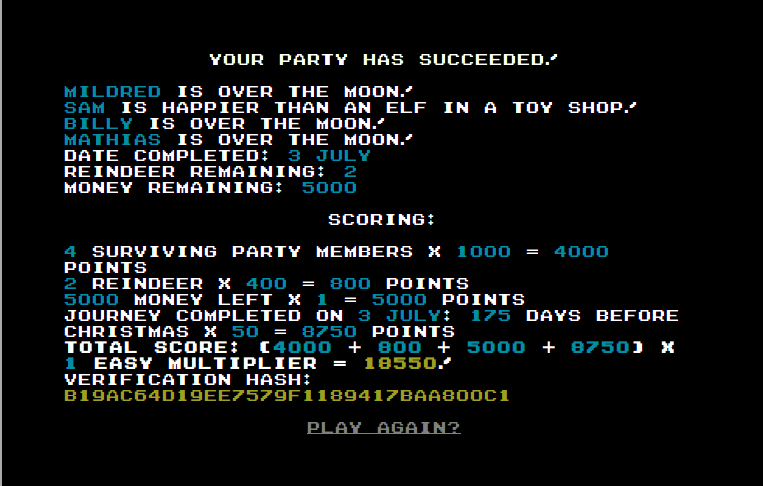 YOUR PARTY HAS SUCCEEDED!
MILDRED IS OVER THE MOON!
SAM IS HAPPIER THAN AN ELF IN A TOY SHOP!
BILLY IS OVER THE MOON!
MATHIAS IS OVER THE MOON!
DATE COMPLETED: 3 JULY
REINDEER REMAINING: 2
MONEY REMAINING: 5000
SCORING:
4 SURVIVING PARTY MEMBERS X 1000 = 4000
POINTS
2 REINDEER X 400 = 800 POINTS
5000 MONEY LEFT X 1 = 5000 POINTS
JOURNEY COMPLETED ON 3 JULY: 175 DAYS BEFORE
CHRISTMAS X 50 = 8750 POINTS
TOTAL SCORE: (4000 + 800 + 5000 + 8750) X
1 EASY MULTIPLIER = 18550!
VERIFICATION HASH:
B19AC64D19EE7579F1189417BAA800C1
PLAY AGAIN?